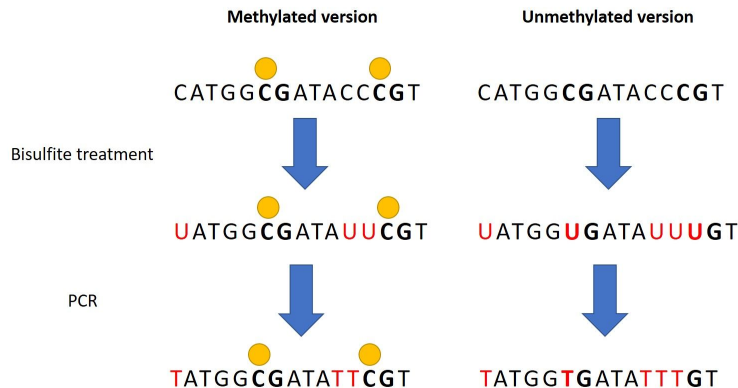 Methylated version Unmethylated version
CATGGCGATACCCGT CATGGCGATACCCGT
Bisulfite treatment
UATGGCGATAUUCGT UATGGUGATAUUUGT
PCR
TATGGCGATATTCGT TATGGTGATATTTGT